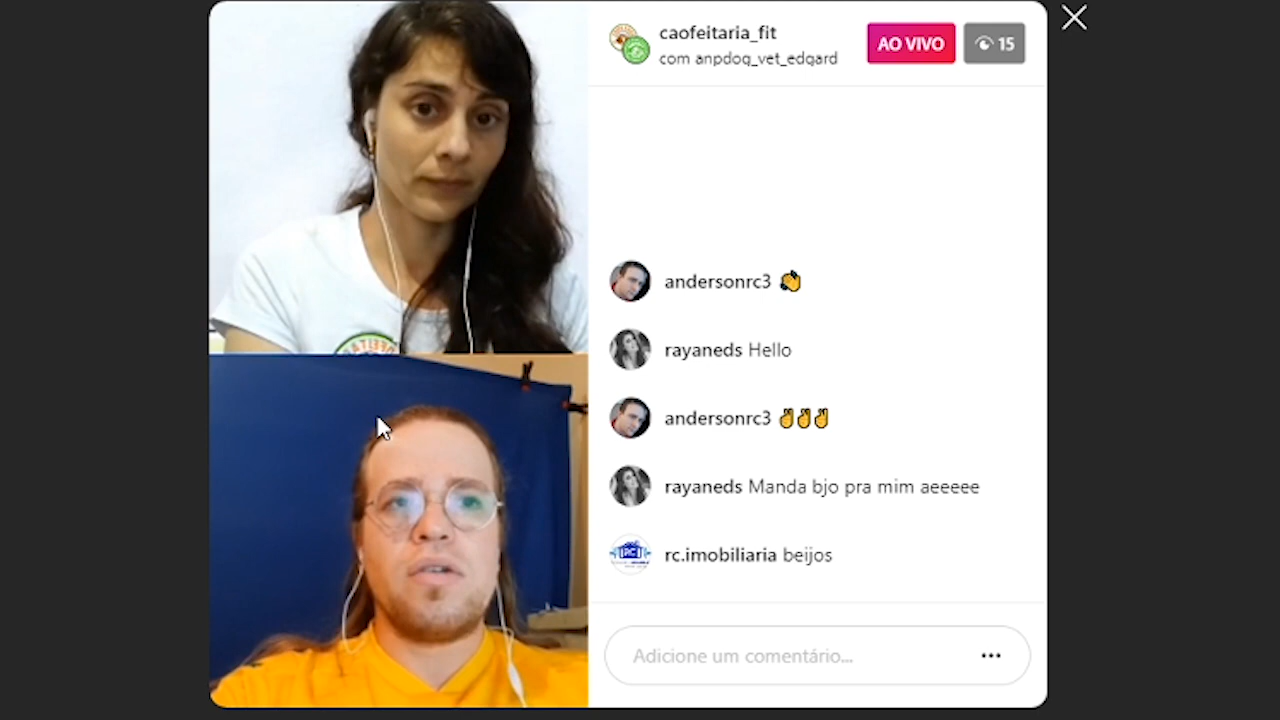 caofeitaria_fit
com anpdog_vet_edgard
AO VIVO
15
andersonrc3 👏
rayaneds Hello
andersonrc3 ✌✌✌
rayaneds Manda bjo pra mim aeeeee
rc.imobiliaria beijos
Adicione um comentário...